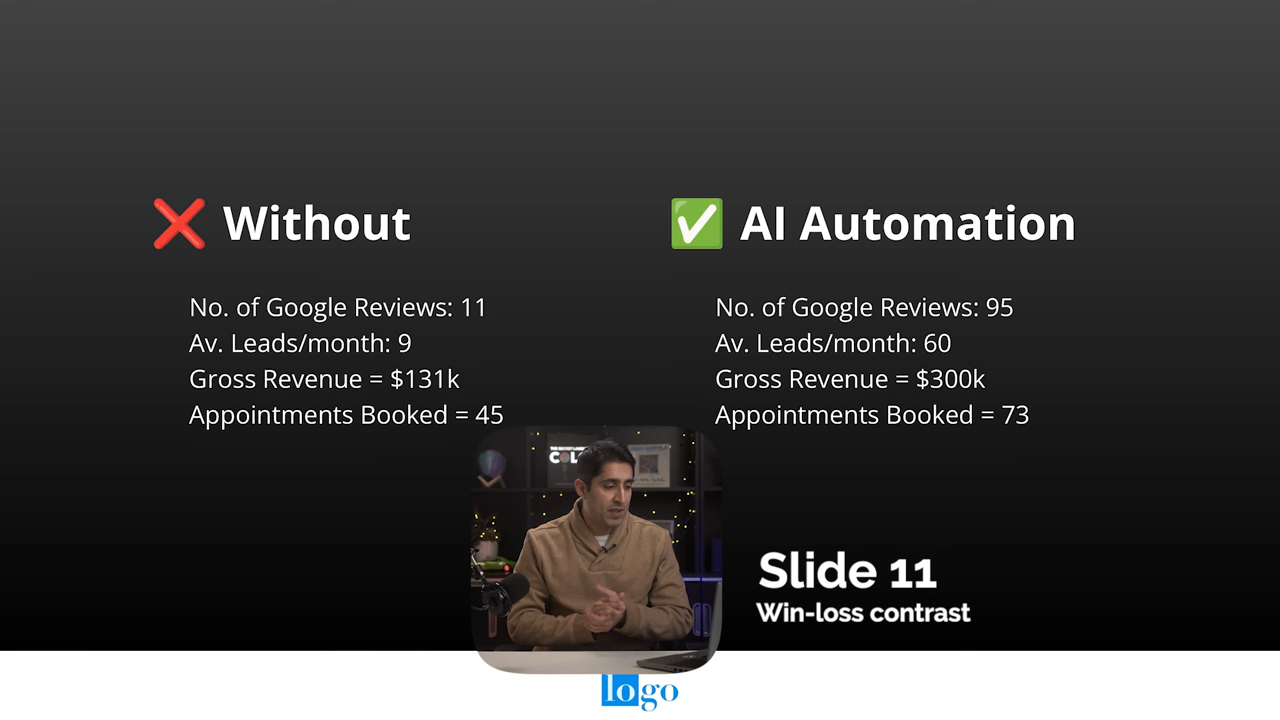 ❌ Without
No. of Google Reviews: 11
Av. Leads/month: 9
Gross Revenue = $131k
Appointments Booked = 45
✅ AI Automation
No. of Google Reviews: 95
Av. Leads/month: 60
Gross Revenue = $300k
Appointments Booked = 73
Slide 11
Win-loss contrast
logo